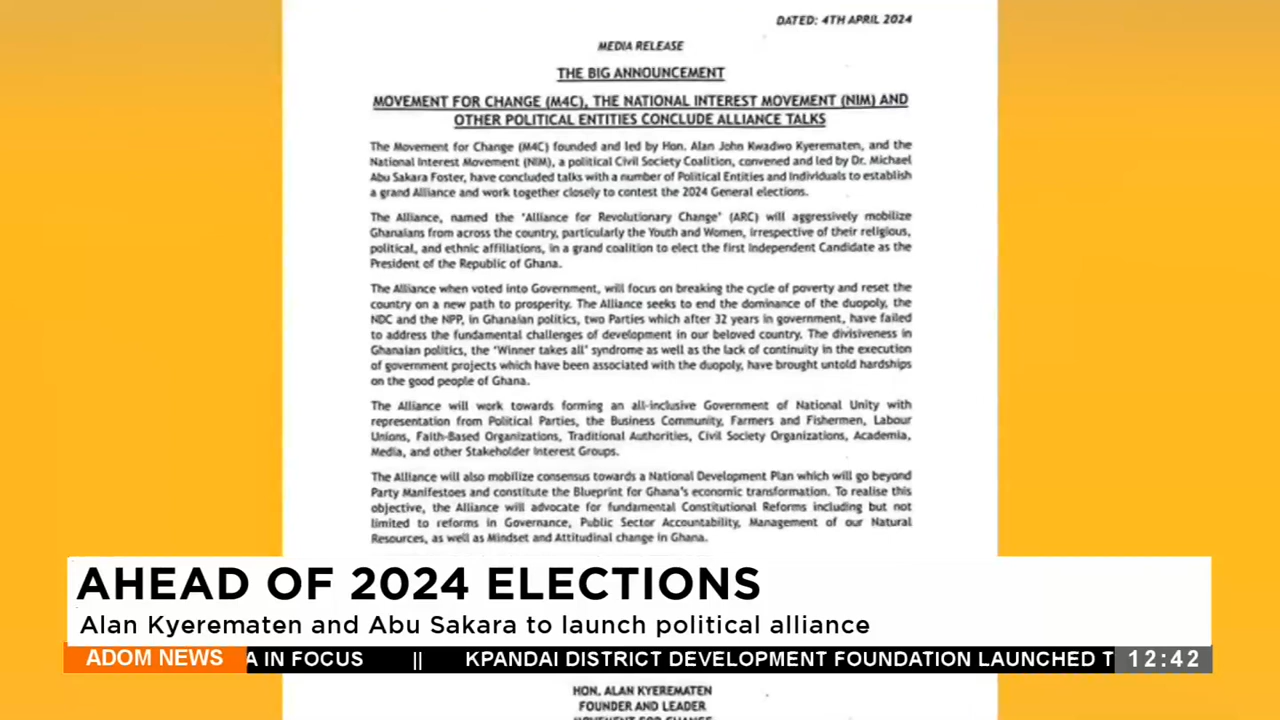 DATED: 4TH APRIL 2024
MEDIA RELEASE
THE BIG ANNOUNCEMENT
MOVEMENT FOR CHANGE (M4C), THE NATIONAL INTEREST MOVEMENT (NIM) AND
OTHER POLITICAL ENTITIES CONCLUDE ALLIANCE TALKS
The Movement for Change (M4C) founded and led by Hon. Alan John Kwadwo Kyerematen, and the
National Interest Movement (NIM), a political Civil Society Coalition, convened and led by Dr. Michael
Abu Sakara Foster, have concluded talks with a number of Political Entities and Individuals to establish
a grand Alliance and work together closely to contest the 2024 General elections.
The Alliance, named the 'Alliance for Revolutionary Change' (ARC) will aggressively mobilize
Ghanaians from across the country, particularly the Youth and Women, irrespective of their religious,
political, and ethnic affiliations, in a grand coalition to elect the first Independent Candidate as the
President of the Republic of Ghana.
The Alliance when voted into Government, will focus on breaking the cycle of poverty and reset the
country on a new path to prosperity. The Alliance seeks to end the dominance of the duopoly, the
NDC and the NPP, in Ghanaian politics, two Parties which after 32 years in government, have failed
to address the fundamental challenges of development in our beloved country. The divisiveness in
Ghanaian politics, the 'Winner takes all' syndrome as well as the lack of continuity in the execution
of government projects which have been associated with the duopoly, have brought untold hardships
on the good people of Ghana.
The Alliance will work towards forming an all-inclusive Government of National Unity with
representation from Political Parties, the Business Community, Farmers and Fishermen, Labour
Unions, Faith-Based Organizations, Traditional Authorities, Civil Society Organizations, Academia,
Media, and other Stakeholder Interest Groups.
The Alliance will also mobilize consensus towards a National Development Plan which will go beyond
Party Manifestoes and constitute the Blueprint for Ghana's economic transformation. To realise this
objective, the Alliance will advocate for fundamental Constitutional Reforms including but not
limited to reforms in Governance, Public Sector Accountability, Management of our Natural
Resources, as well as Mindset and Attitudinal change in Ghana.
AHEAD OF 2024 ELECTIONS
Alan Kyerematen and Abu Sakara to launch political alliance
ADOM NEWS A IN FOCUS || KPANDAI DISTRICT DEVELOPMENT FOUNDATION LAUNCHED T 12:42
HON. ALAN KYEREMATEN
FOUNDER AND LEADER
MOVEMENT FOR CHANGE